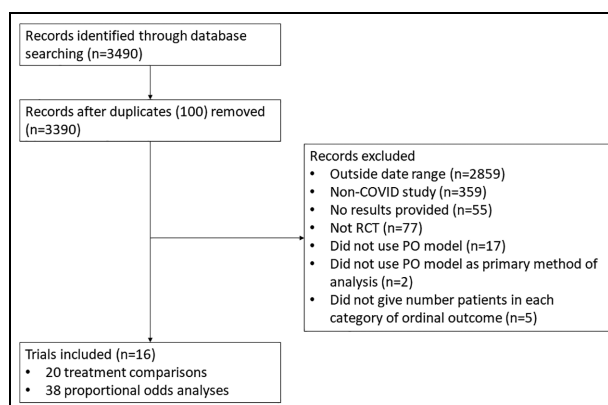 Records identified through database
searching (n=3490)
Records after duplicates (100) removed
(n=3390)
Records excluded
• Outside date range (n=2859)
• Non-COVID study (n=359)
• No results provided (n=55)
• Not RCT (n=77)
• Did not use PO model (n=17)
• Did not use PO model as primary method of
analysis (n=2)
• Did not give number patients in each
category of ordinal outcome (n=5)
Trials included (n=16)
• 20 treatment comparisons
• 38 proportional odds analyses